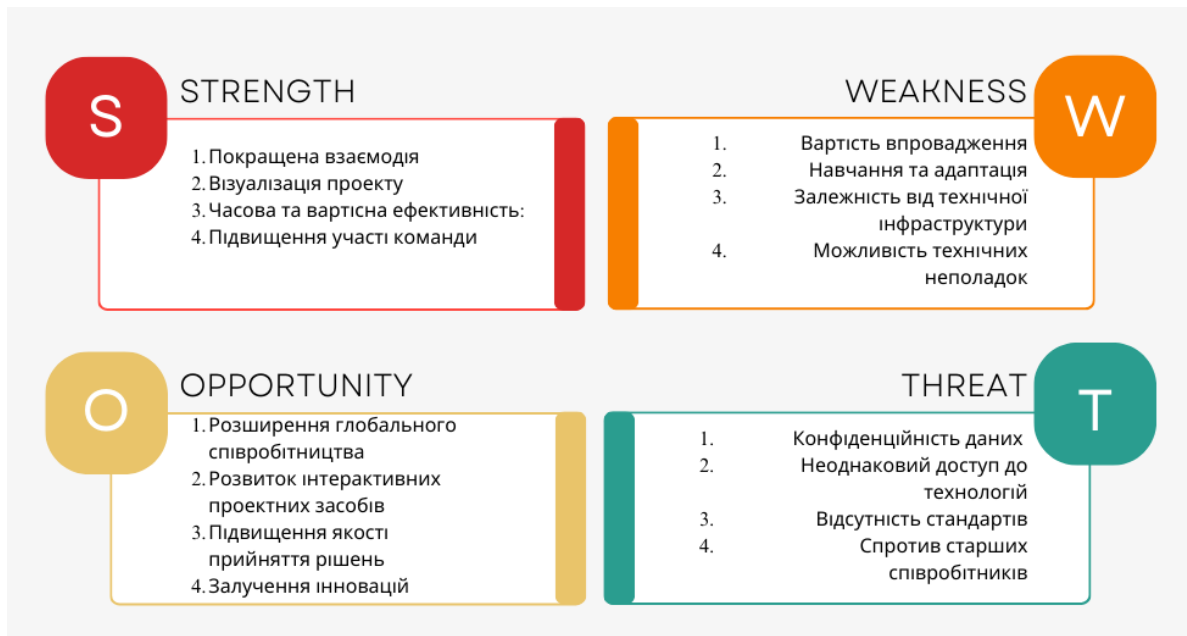 S
STRENGTH
1. Покращена взаємодія
2. Візуалізація проекту
3. Часова та вартісна ефективність:
4. Підвищення участі команди
WEAKNESS
W
1. Вартість впровадження
2. Навчання та адаптація
3. Залежність від технічної
інфраструктури
4. Можливість технічних
неполадок
O
OPPORTUNITY
1. Розширення глобального
співробітництва
2. Розвиток інтерактивних
проектних засобів
3. Підвищення якості
прийняття рішень
4. Залучення інновацій
THREAT
T
1. Конфіденційність даних
2. Неоднаковий доступ до
технологій
3. Відсутність стандартів
4. Спротив старших
співробітників